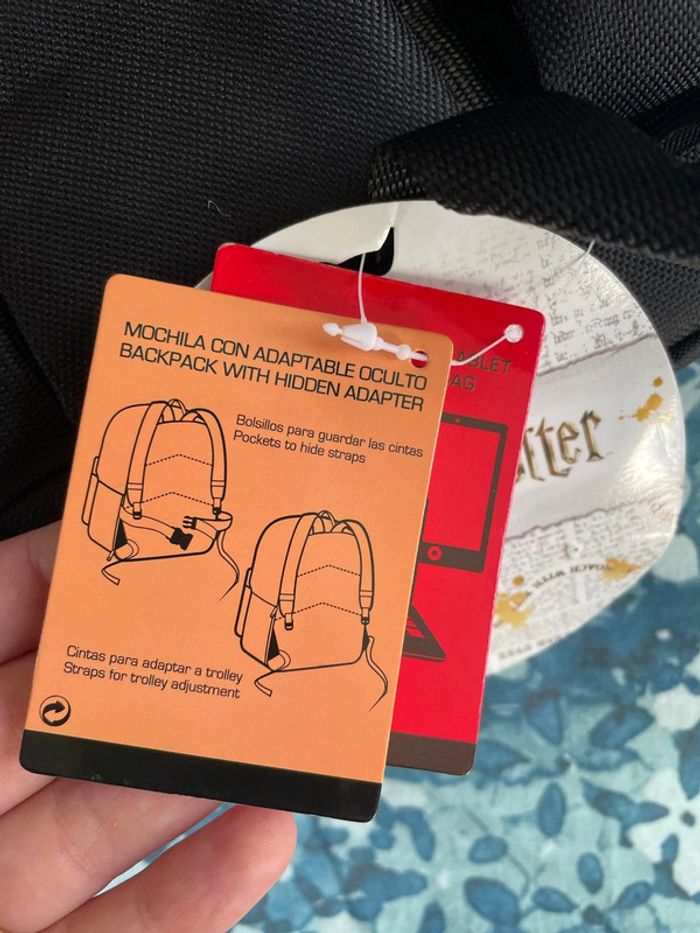 MOCHILA CON ADAPTABLE OCULTO
BACKPACK WITH HIDDEN ADAPTER
Bolsillos para guardar las cintas
Pockets to hide straps
Cintas para adaptar a trolley
Straps for trolley adjustment
TABLET